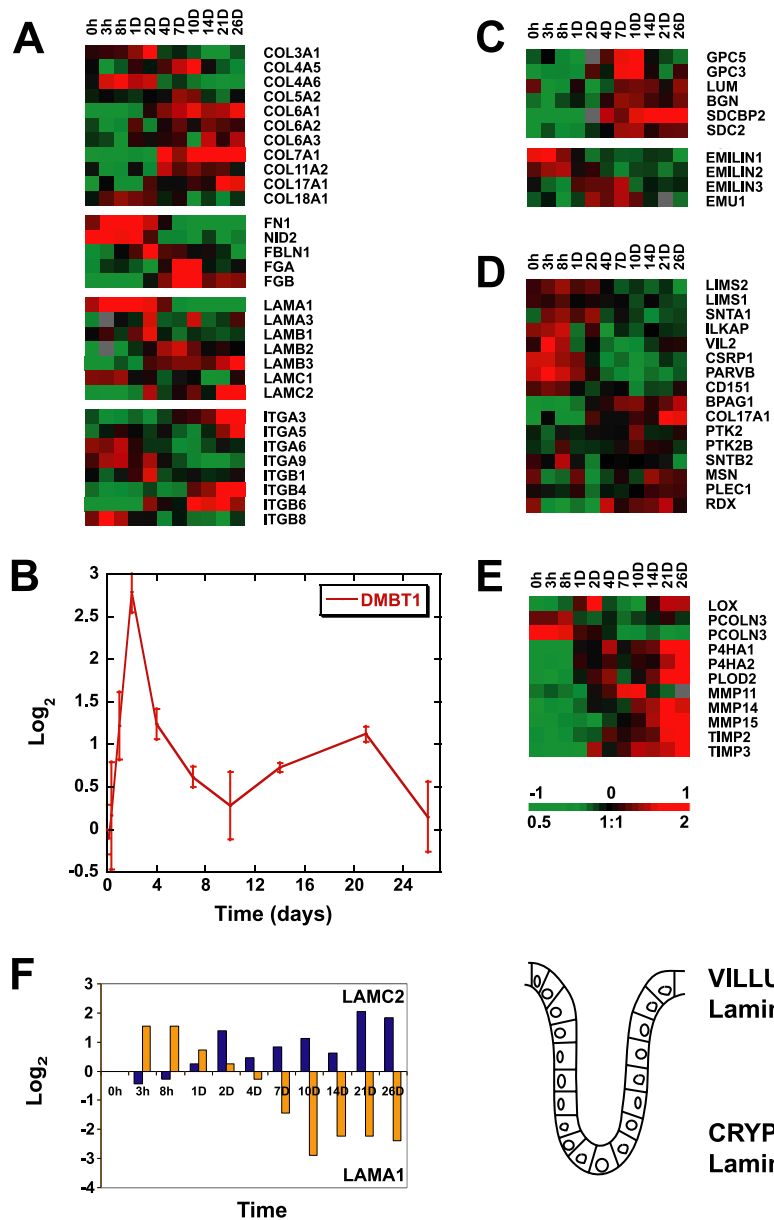 A
0h 3h 8h 1D 2D 4D 7D 10D 14D 21D 26D
COL3A1
COL4A5
COL4A6
COL5A2
COL6A1
COL6A2
COL6A3
COL7A1
COL11A2
COL17A1
COL18A1
FN1
NID2
FBLN1
FGA
FGB
LAMA1
LAMA3
LAMB1
LAMB2
LAMB3
LAMC1
LAMC2
ITGA3
ITGA5
ITGA6
ITGA9
ITGB1
ITGB4
ITGB6
ITGB8
C
0h 3h 8h 1D 2D 4D 7D 10D 14D 21D 26D
GPC5
GPC3
LUM
BGN
SDCBP2
SDC2
EMILIN1
EMILIN2
EMILIN3
EMU1
D
0h 3h 8h 1D 2D 4D 7D 10D 14D 21D 26D
LIMS2
LIMS1
SNTA1
ILKAP
VIL2
CSRP1
PARVB
CD151
BPAG1
COL17A1
PTK2
PTK2B
SNTB2
MSN
PLEC1
RDX
B
3
2.5
2
1.5
1
0.5
0
-0.5
Log2
DMBT1
0 4 8 12 16 20 24
Time (days)
E
0h 3h 8h 1D 2D 4D 7D 10D 14D 21D 26D
LOX
PCOLN3
PCOLN3
P4HA1
P4HA2
PLOD2
MMP11
MMP14
MMP15
TIMP2
TIMP3
-1 0 1
0.5 1:1 2
F
3
2
1
0
-1
-2
-3
-4
Log2
LAMC2
0h 3h 8h 1D 2D 4D 7D 10D 14D 21D 26D
LAMA1
Time
VILLU
Lamin
CRYP
Lamin